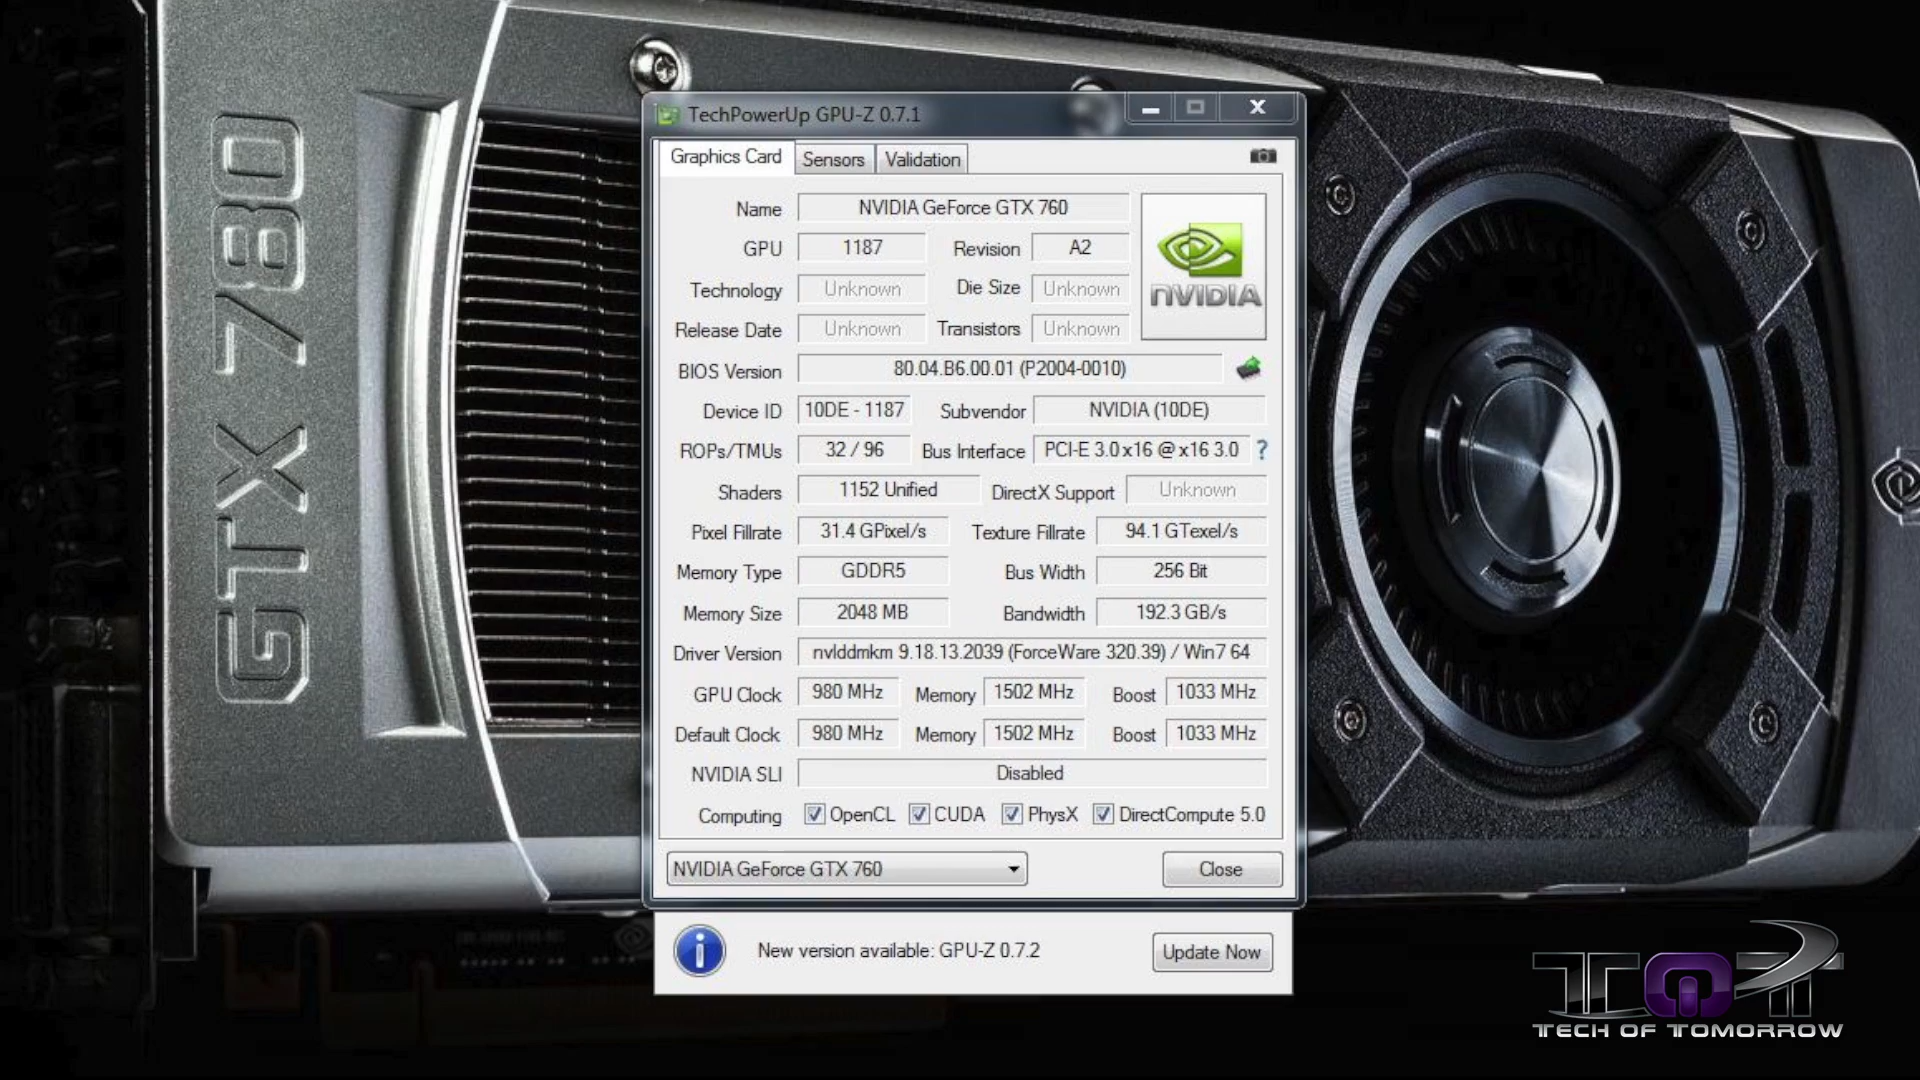 GTX 780
TechPowerUp GPU-Z 0.7.1
Graphics Card Sensors Validation
Name NVIDIA GeForce GTX 760
GPU 1187 Revision A2
Technology Unknown Die Size Unknown
Release Date Unknown Transistors Unknown
NVIDIA
BIOS Version 80.04.B6.00.01 (P2004-0010)
Device ID 10DE - 1187 Subvendor NVIDIA (10DE)
ROPs/TMUs 32 / 96 Bus Interface PCI-E 3.0 x16 @ x16 3.0 ?
Shaders 1152 Unified DirectX Support Unknown
Pixel Fillrate 31.4 GPixel/s Texture Fillrate 94.1 GTexel/s
Memory Type GDDR5 Bus Width 256 Bit
Memory Size 2048 MB Bandwidth 192.3 GB/s
Driver Version nvlddmkm 9.18.13.2039 (ForceWare 320.39) / Win7 64
GPU Clock 980 MHz Memory 1502 MHz Boost 1033 MHz
Default Clock 980 MHz Memory 1502 MHz Boost 1033 MHz
NVIDIA SLI Disabled
Computing OpenCL CUDA PhysX DirectCompute 5.0
NVIDIA GeForce GTX 760 Close
New version available: GPU-Z 0.7.2 Update Now
TOT
TECH OF TOMORROW